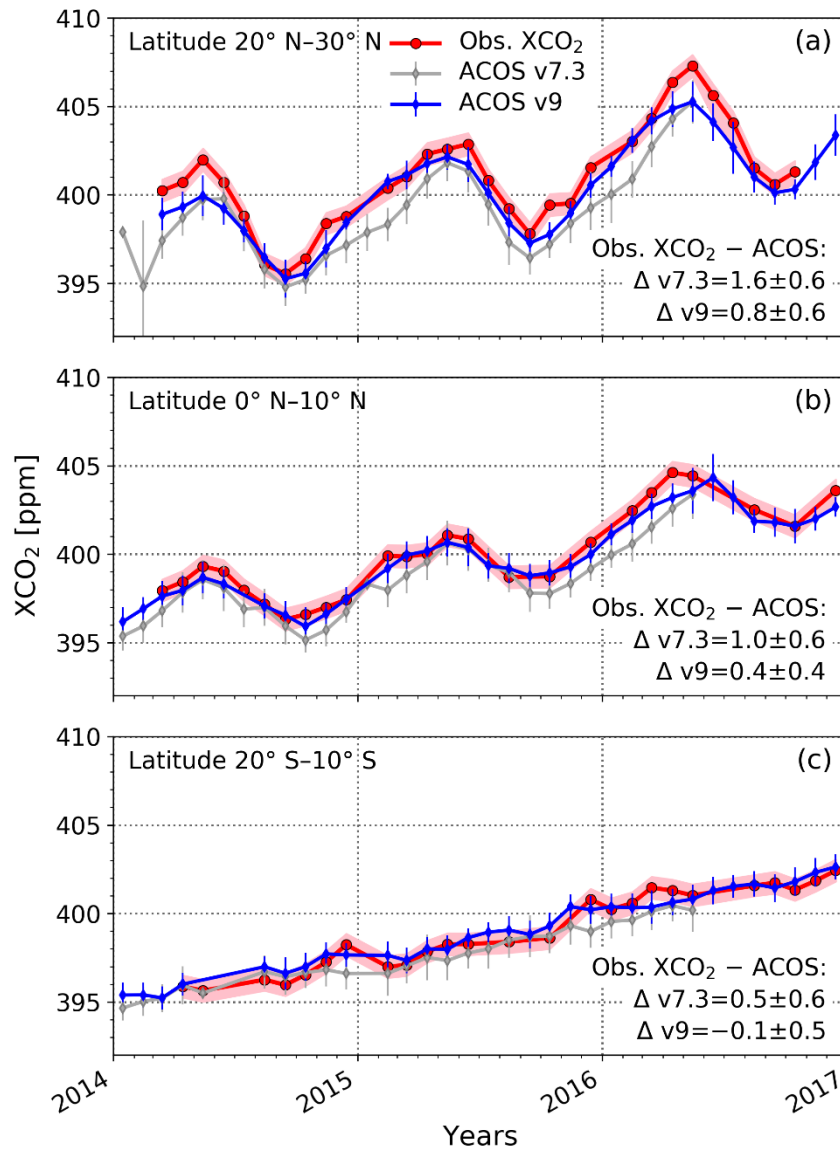 410
Latitude 20° N–30° N
Obs. XCO₂
(a)
ACOS v7.3
ACOS v9
405
400
395
Obs. XCO₂ − ACOS:
Δ v7.3=1.6±0.6
Δ v9=0.8±0.6
410
Latitude 0° N–10° N
(b)
405
400
395
Obs. XCO₂ − ACOS:
Δ v7.3=1.0±0.6
Δ v9=0.4±0.4
XCO₂ [ppm]
410
Latitude 20° S–10° S
(c)
405
400
395
Obs. XCO₂ − ACOS:
Δ v7.3=0.5±0.6
Δ v9=−0.1±0.5
2014
2015
2016
2017
Years